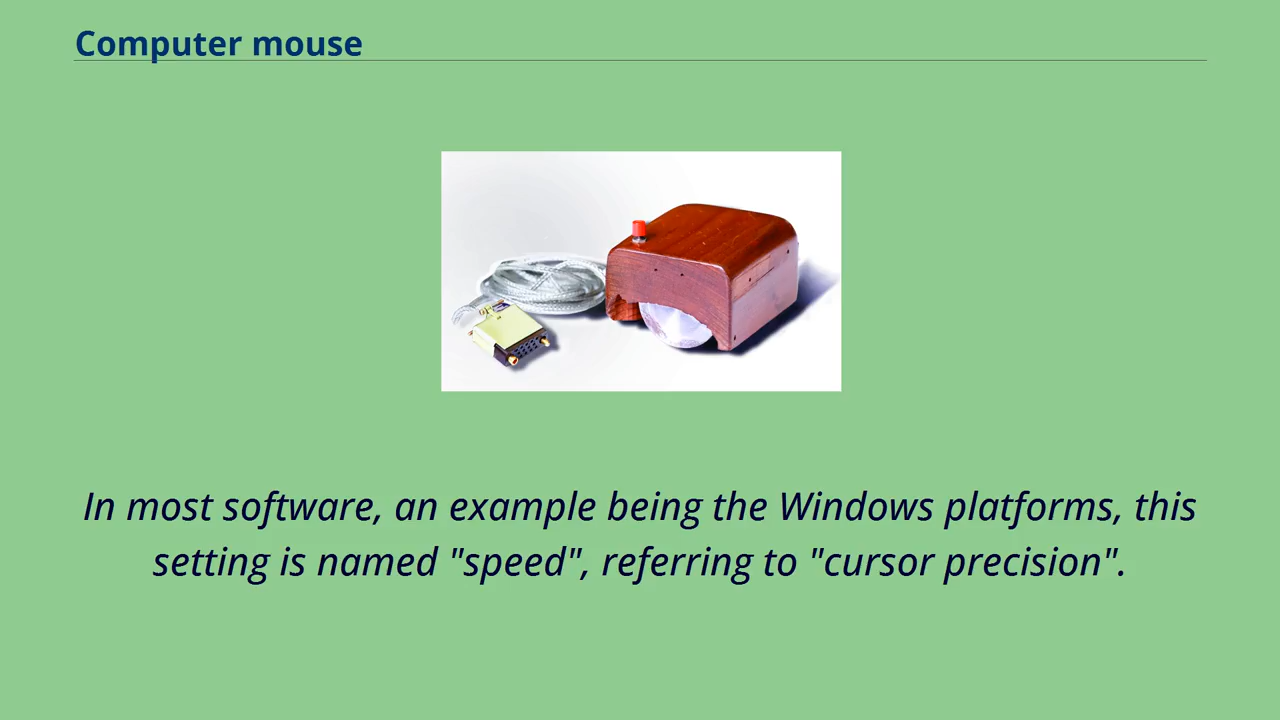 Computer mouse
In most software, an example being the Windows platforms, this
setting is named "speed", referring to "cursor precision".